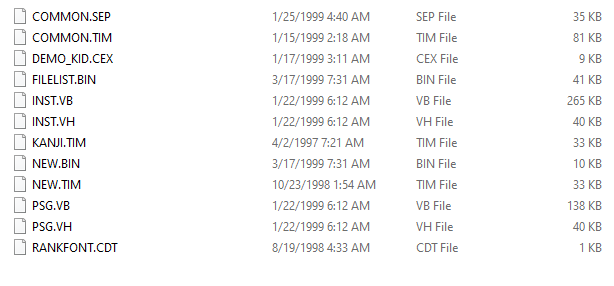 COMMON.SEP 1/25/1999 4:40 AM SEP File 35 KB
COMMON.TIM 1/15/1999 2:18 AM TIM File 81 KB
DEMO_KID.CEX 1/17/1999 3:11 AM CEX File 9 KB
FILELIST.BIN 3/17/1999 7:31 AM BIN File 41 KB
INST.VB 1/22/1999 6:12 AM VB File 265 KB
INST.VH 1/22/1999 6:12 AM VH File 40 KB
KANJI.TIM 4/2/1997 7:21 AM TIM File 33 KB
NEW.BIN 3/17/1999 7:31 AM BIN File 10 KB
NEW.TIM 10/23/1998 1:54 AM TIM File 33 KB
PSG.VB 1/22/1999 6:12 AM VB File 138 KB
PSG.VH 1/22/1999 6:12 AM VH File 40 KB
RANKFONT.CDT 8/19/1998 4:33 AM CDT File 1 KB